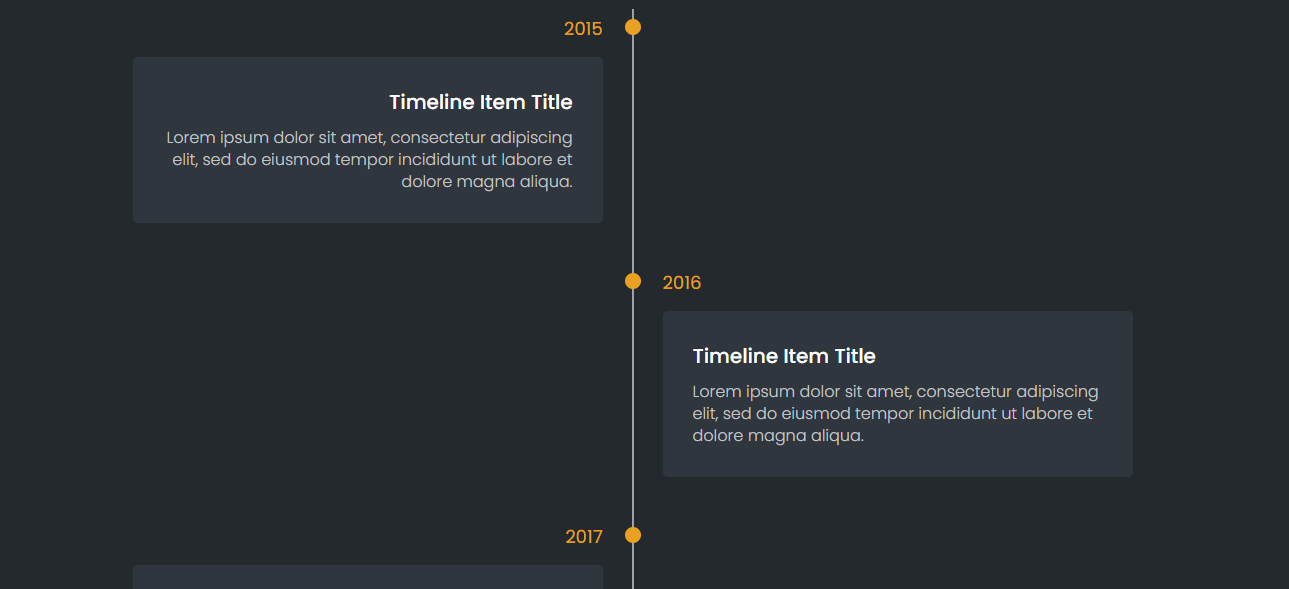 2015
Timeline Item Title
Lorem ipsum dolor sit amet, consectetur adipiscing
elit, sed do eiusmod tempor incididunt ut labore et
dolore magna aliqua.
2016
Timeline Item Title
Lorem ipsum dolor sit amet, consectetur adipiscing
elit, sed do eiusmod tempor incididunt ut labore et
dolore magna aliqua.
2017